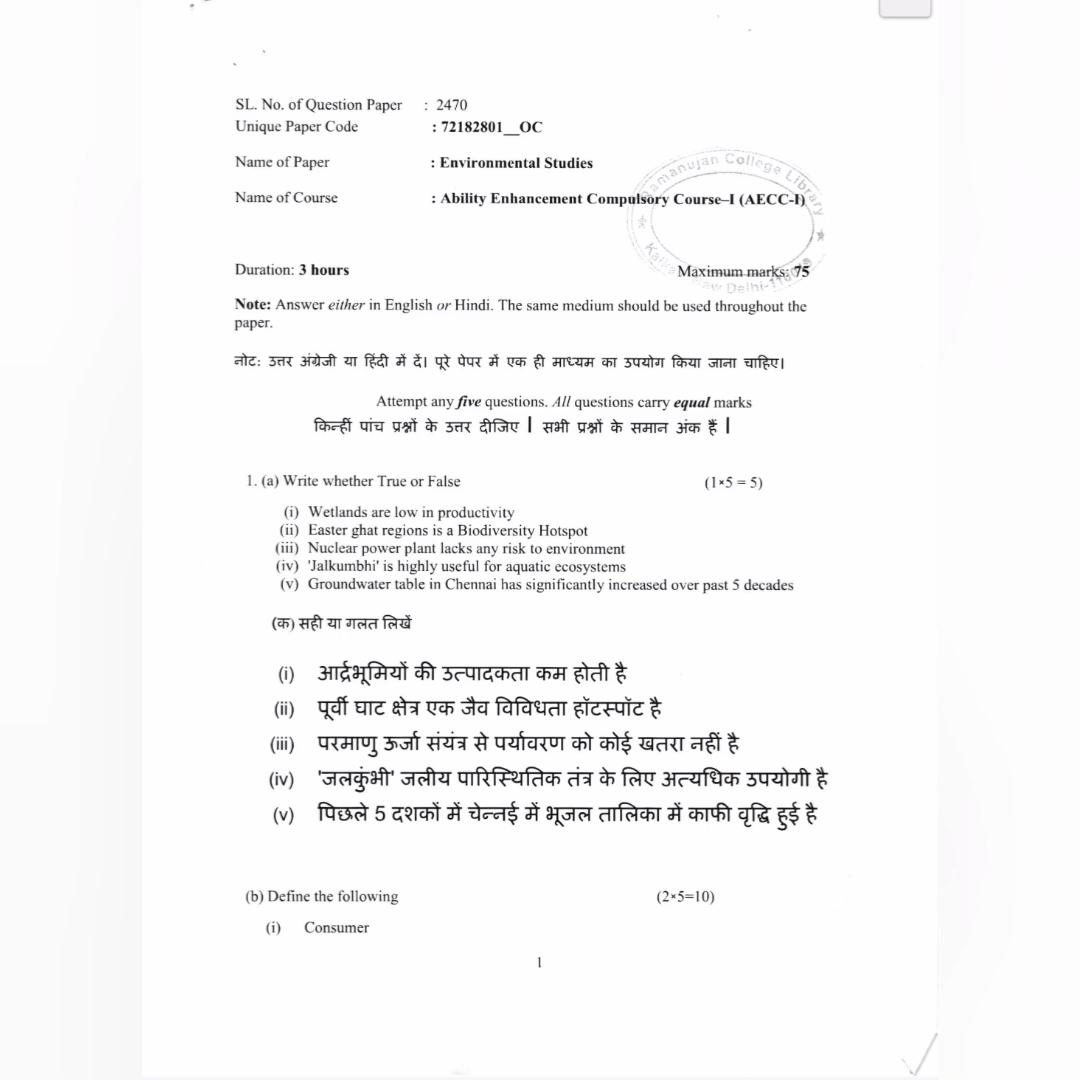 SL. No. of Question Paper : 2470
Unique Paper Code : 72182801__OC
Name of Paper : Environmental Studies
Name of Course : Ability Enhancement Compulsory Course–I (AECC-I)
Ramanujan College Library
Delhi-
Duration: 3 hours Maximum marks: 75
Note: Answer either in English or Hindi. The same medium should be used throughout the
paper.
नोट: उत्तर अंग्रेजी या हिंदी में दें। पूरे पेपर में एक ही माध्यम का उपयोग किया जाना चाहिए।
Attempt any five questions. All questions carry equal marks
किन्हीं पांच प्रश्नों के उत्तर दीजिए | सभी प्रश्नों के समान अंक हैं |
1. (a) Write whether True or False (1×5 = 5)
(i) Wetlands are low in productivity
(ii) Easter ghat regions is a Biodiversity Hotspot
(iii) Nuclear power plant lacks any risk to environment
(iv) 'Jalkumbhi' is highly useful for aquatic ecosystems
(v) Groundwater table in Chennai has significantly increased over past 5 decades
(क) सही या गलत लिखें
(i) आर्द्रभूमियों की उत्पादकता कम होती है
(ii) पूर्वी घाट क्षेत्र एक जैव विविधता हॉटस्पॉट है
(iii) परमाणु ऊर्जा संयंत्र से पर्यावरण को कोई खतरा नहीं है
(iv) 'जलकुंभी' जलीय पारिस्थितिक तंत्र के लिए अत्यधिक उपयोगी है
(v) पिछले 5 दशकों में चेन्नई में भूजल तालिका में काफी वृद्धि हुई है
(b) Define the following (2×5=10)
(i) Consumer
1